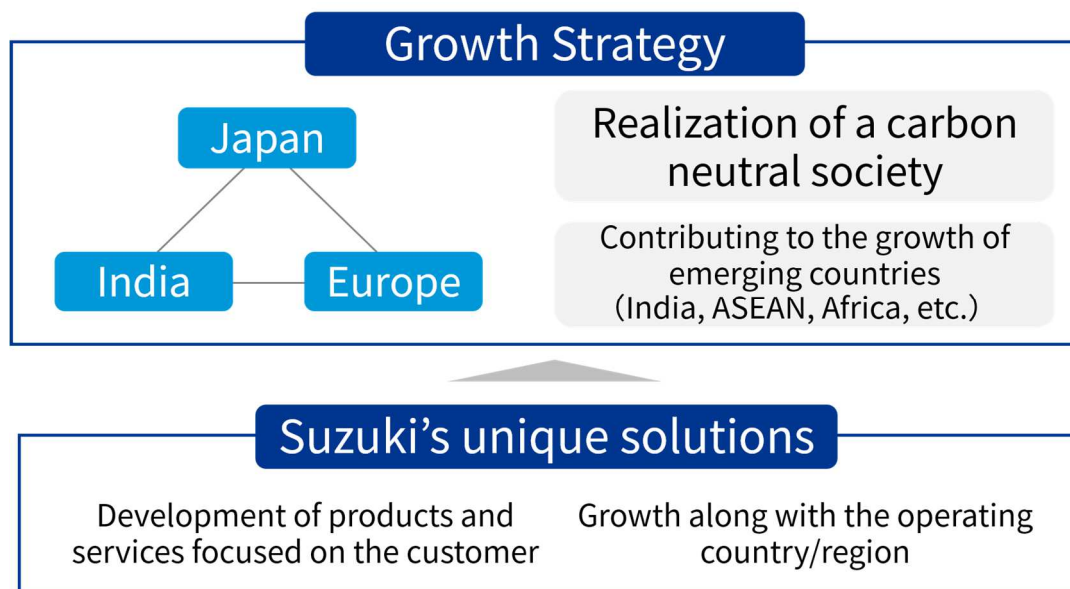 Growth Strategy
Japan
India
Europe
Realization of a carbon
neutral society
Contributing to the growth of
emerging countries
（India, ASEAN, Africa, etc.）
Suzuki’s unique solutions
Development of products and
services focused on the customer
Growth along with the operating
country/region